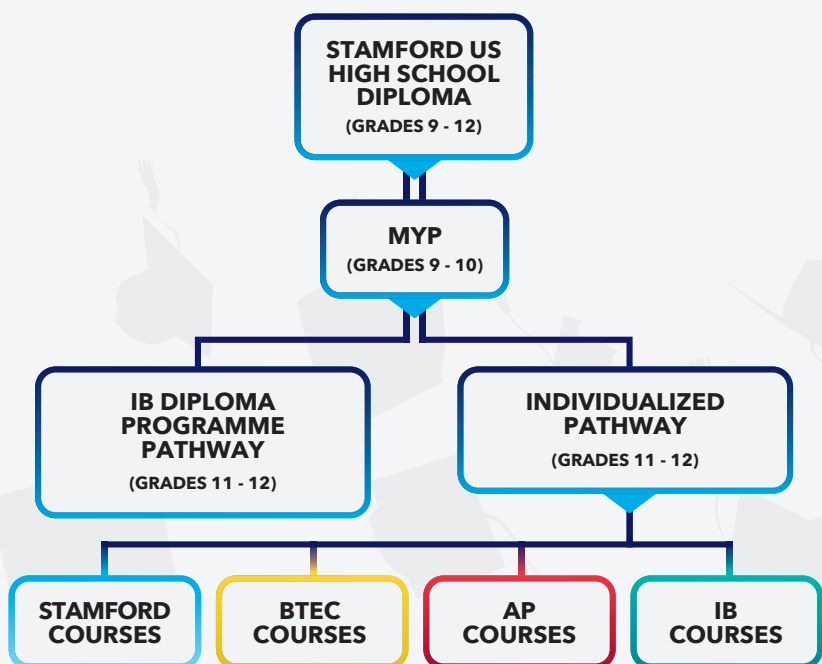 STAMFORD US
HIGH SCHOOL
DIPLOMA
(GRADES 9 - 12)
MYP
(GRADES 9 - 10)
IB DIPLOMA
PROGRAMME
PATHWAY
(GRADES 11 - 12)
INDIVIDUALIZED
PATHWAY
(GRADES 11 - 12)
STAMFORD
COURSES
BTEC
COURSES
AP
COURSES
IB
COURSES